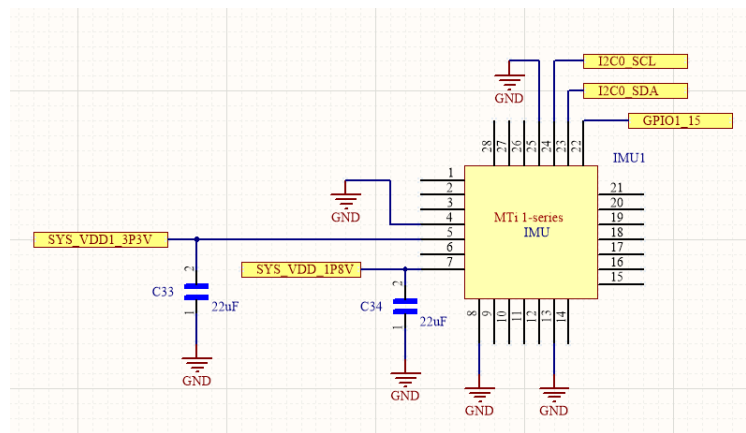 I2C0_SCL
GND
I2C0_SDA
GPIO1_15
28
27
26
25
24
23
22
IMU1
1
2
3
4
5
6
7
GND
MTi 1-series
IMU
21
20
19
18
17
16
15
SYS_VDD1_3P3V
SYS_VDD_1P8V
2
C33
22uF
1
2
C34
22uF
1
8
9
10
11
12
13
14
GND
GND
GND
GND